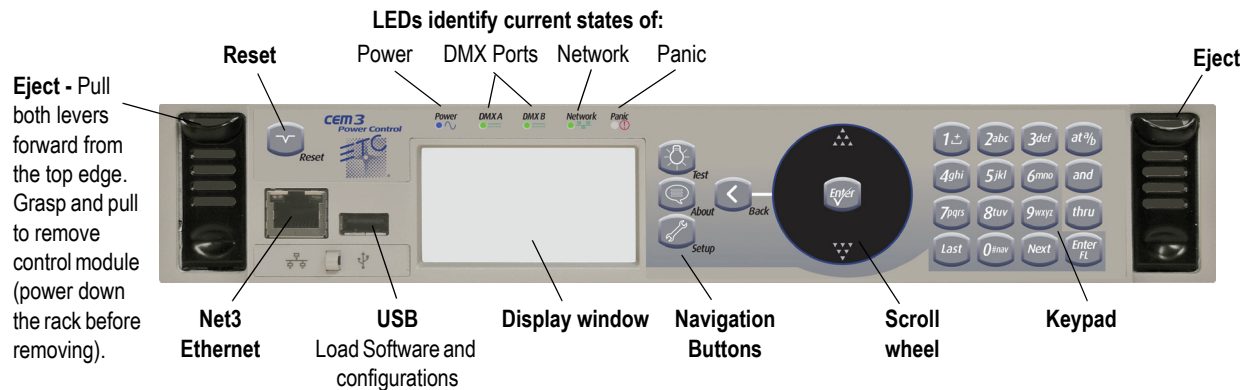 LEDs identify current states of:
Reset
Power
DMX Ports
Network
Panic
Eject
Eject - Pull
both levers
forward from
the top edge.
Grasp and pull
to remove
control module
(power down
the rack before
removing).
Power
DMX A
DMX B
Network
Panic
Reset
CEM3
Power Control
ETC
Test
About
Setup
Back
Enter
1
2abc
3def
at a/b
4ghi
5jkl
6mno
and
7pqrs
8tuv
9wxyz
thru
Last
0#nav
Next
Enter
FL
Net3
Ethernet
USB
Load Software and
configurations
Display window
Navigation
Buttons
Scroll
wheel
Keypad